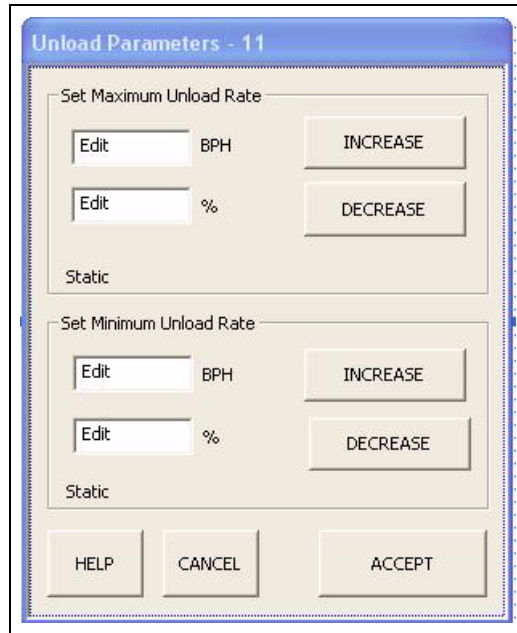 Unload Parameters - 11
Set Maximum Unload Rate
Edit BPH INCREASE
Edit % DECREASE
Static
Set Minimum Unload Rate
Edit BPH INCREASE
Edit % DECREASE
Static
HELP CANCEL ACCEPT